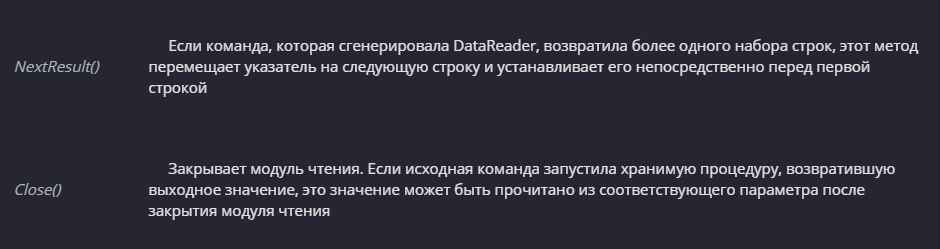 Если команда, которая сгенерировала DataReader, возвратила более одного набора строк, этот метод
NextResult() перемещает указатель на следующую строку и устанавливает его непосредственно перед первой
строкой
Закрывает модуль чтения. Если исходная команда запустила хранимую процедуру, возвратившую
Close() выходное значение, это значение может быть прочитано из соответствующего параметра после
закрытия модуля чтения